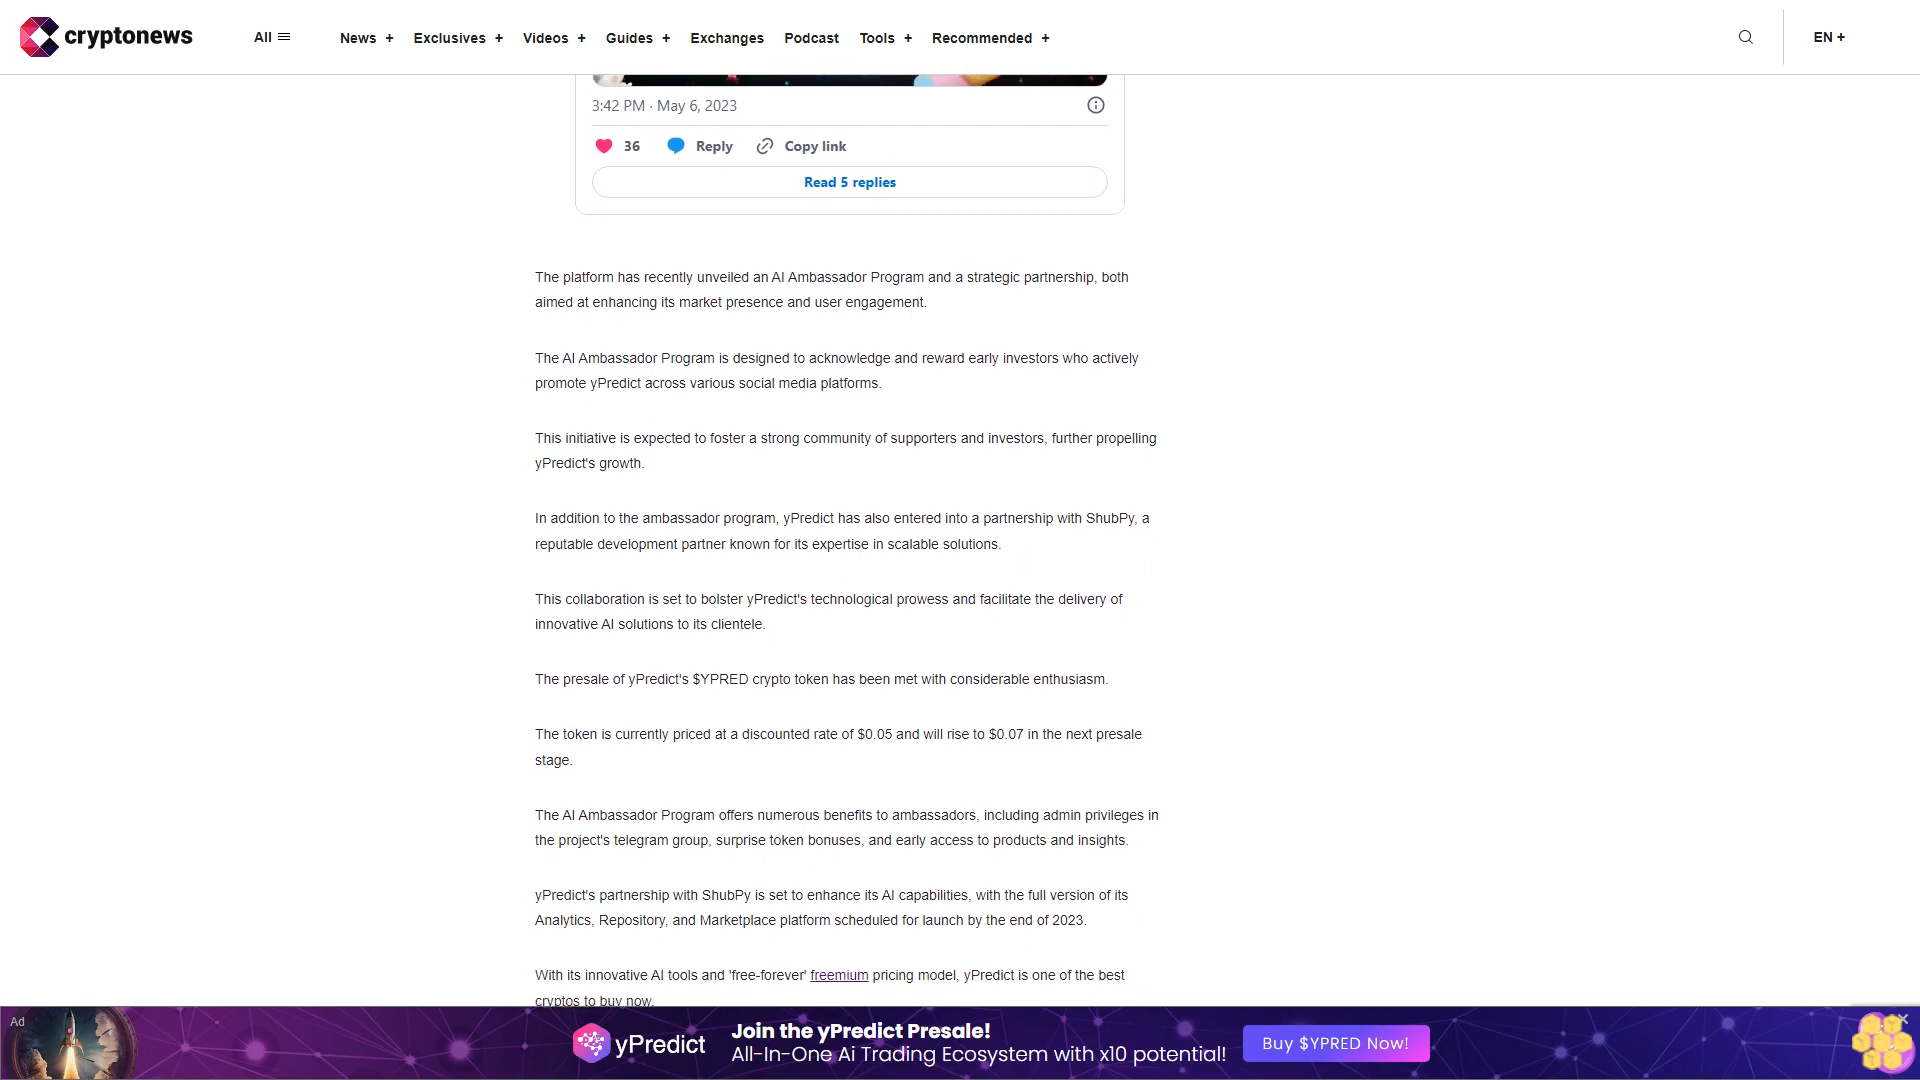 cryptonews
All
News +
Exclusives +
Videos +
Guides +
Exchanges
Podcast
Tools +
Recommended +
EN +
3:42 PM · May 6, 2023
36
Reply
Copy link
Read 5 replies
The platform has recently unveiled an AI Ambassador Program and a strategic partnership, both
aimed at enhancing its market presence and user engagement.
The AI Ambassador Program is designed to acknowledge and reward early investors who actively
promote yPredict across various social media platforms.
This initiative is expected to foster a strong community of supporters and investors, further propelling
yPredict's growth.
In addition to the ambassador program, yPredict has also entered into a partnership with ShubPy, a
reputable development partner known for its expertise in scalable solutions.
This collaboration is set to bolster yPredict's technological prowess and facilitate the delivery of
innovative AI solutions to its clientele.
The presale of yPredict's $YPRED crypto token has been met with considerable enthusiasm.
The token is currently priced at a discounted rate of $0.05 and will rise to $0.07 in the next presale
stage.
The AI Ambassador Program offers numerous benefits to ambassadors, including admin privileges in
the project's telegram group, surprise token bonuses, and early access to products and insights.
yPredict's partnership with ShubPy is set to enhance its AI capabilities, with the full version of its
Analytics, Repository, and Marketplace platform scheduled for launch by the end of 2023.
With its innovative AI tools and 'free-forever' freemium pricing model, yPredict is one of the best
cryptos to buy now.
Ad
yPredict
Join the yPredict Presale!
All-In-One Ai Trading Ecosystem with x10 potential!
Buy $YPRED Now!